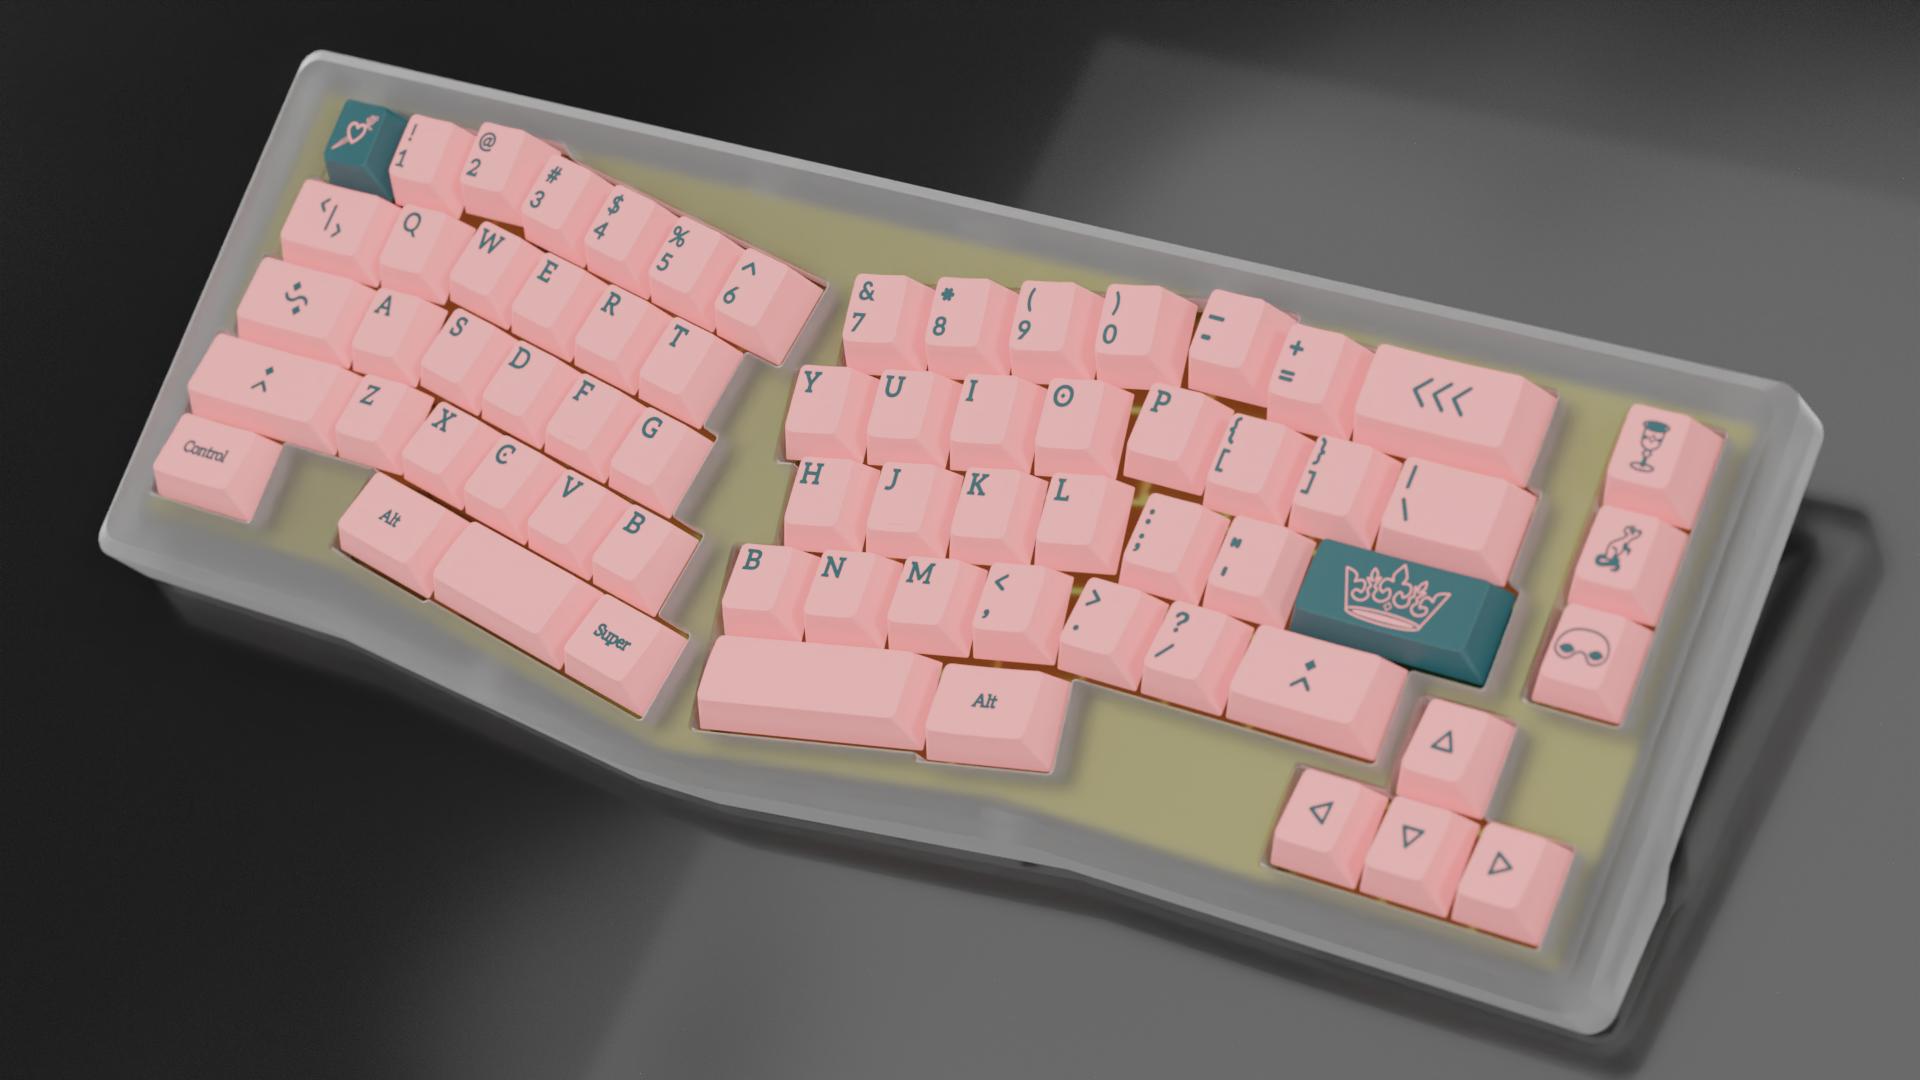 ! @ # $ % ^
1 2 3 4 5 6
& * ( ) _ +
7 8 9 0 - = <<<
Q W E R T
Y U I O P { } |
[ ] \
A S D F G
H J K L : "
; '
Z X C V B
B N M < > ?
, . /
Control Alt Super
Alt